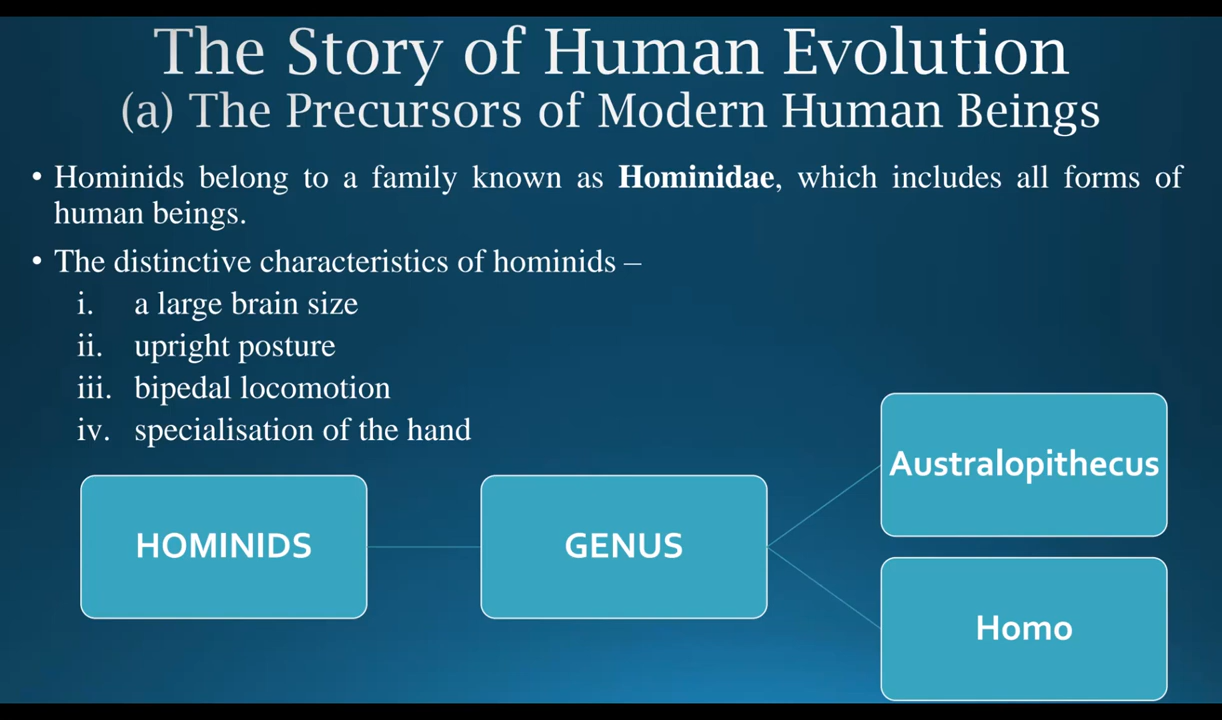 The Story of Human Evolution
(a) The Precursors of Modern Human Beings
• Hominids belong to a family known as Hominidae, which includes all forms of
human beings.
• The distinctive characteristics of hominids –
i. a large brain size
ii. upright posture
iii. bipedal locomotion
iv. specialisation of the hand
HOMINIDS
GENUS
Australopithecus
Homo